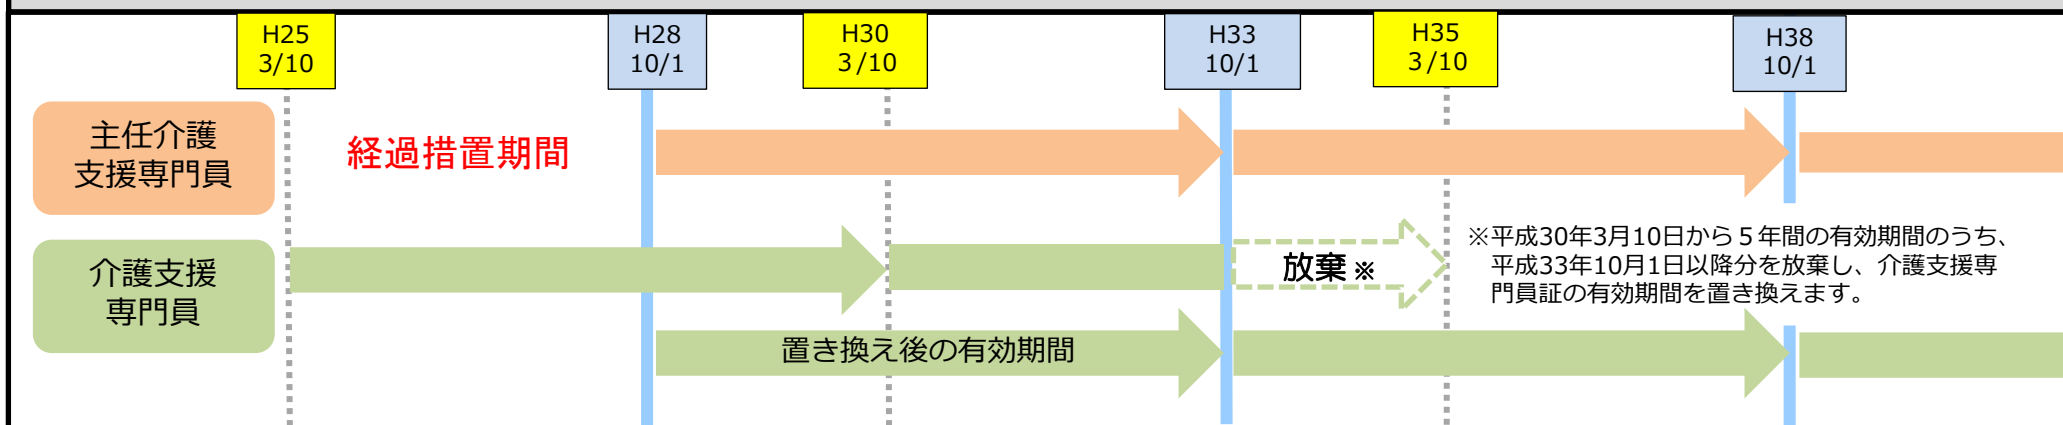 H25
3/10
H28
10/1
H30
３/10
H33
10/1
H35
３/10
H38
10/1
主任介護
支援専門員
経過措置期間
介護支援
専門員
放棄※
※平成30年3月10日から５年間の有効期間のうち、
平成33年10月1日以降分を放棄し、介護支援専
門員証の有効期間を置き換えます。
置き換え後の有効期間